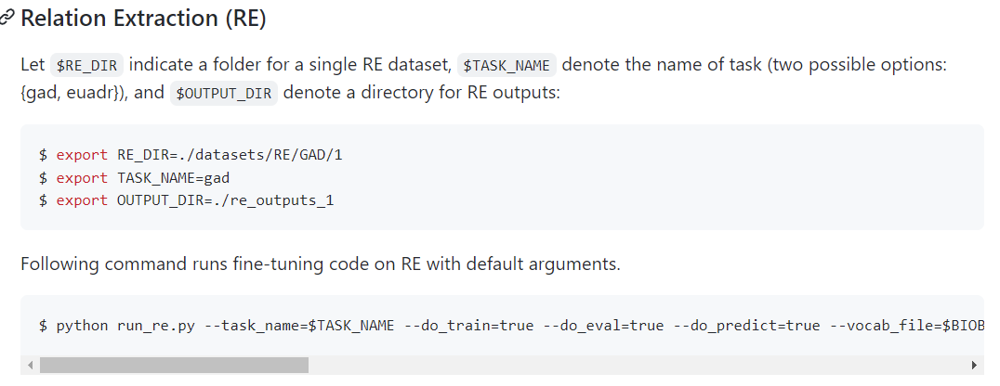 Relation Extraction (RE)
Let $RE_DIR indicate a folder for a single RE dataset, $TASK_NAME denote the name of task (two possible options:
{gad, euadr}), and $OUTPUT_DIR denote a directory for RE outputs:
$ export RE_DIR=./datasets/RE/GAD/1
$ export TASK_NAME=gad
$ export OUTPUT_DIR=./re_outputs_1
Following command runs fine-tuning code on RE with default arguments.
$ python run_re.py --task_name=$TASK_NAME --do_train=true --do_eval=true --do_predict=true --vocab_file=$BIOB